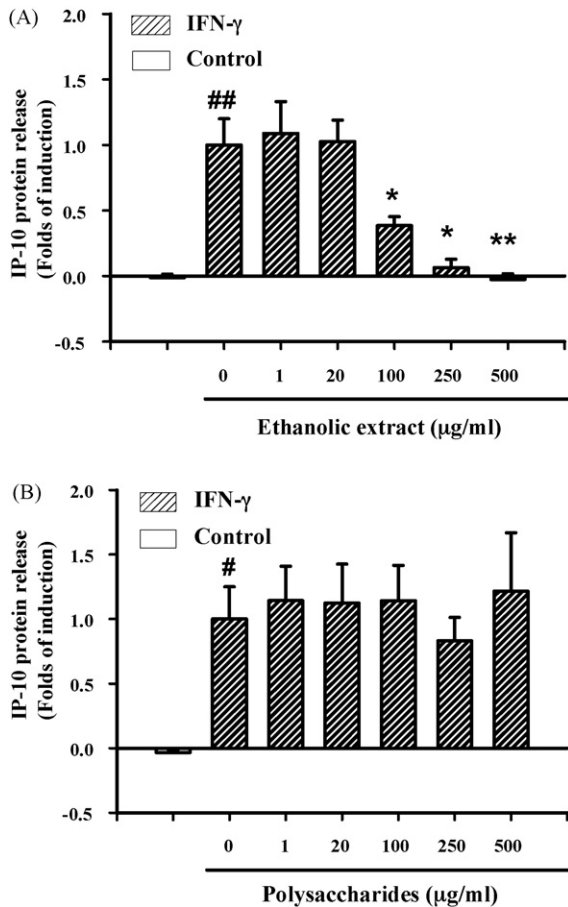 (A)
IFN-γ
Control
IP-10 protein release
(Folds of induction)
2.0
1.5
1.0
0.5
0.0
-0.5
##
*
*
**
0 1 20 100 250 500
Ethanolic extract (μg/ml)
(B)
IFN-γ
Control
IP-10 protein release
(Folds of induction)
2.0
1.5
1.0
0.5
0.0
-0.5
#
0 1 20 100 250 500
Polysaccharides (μg/ml)